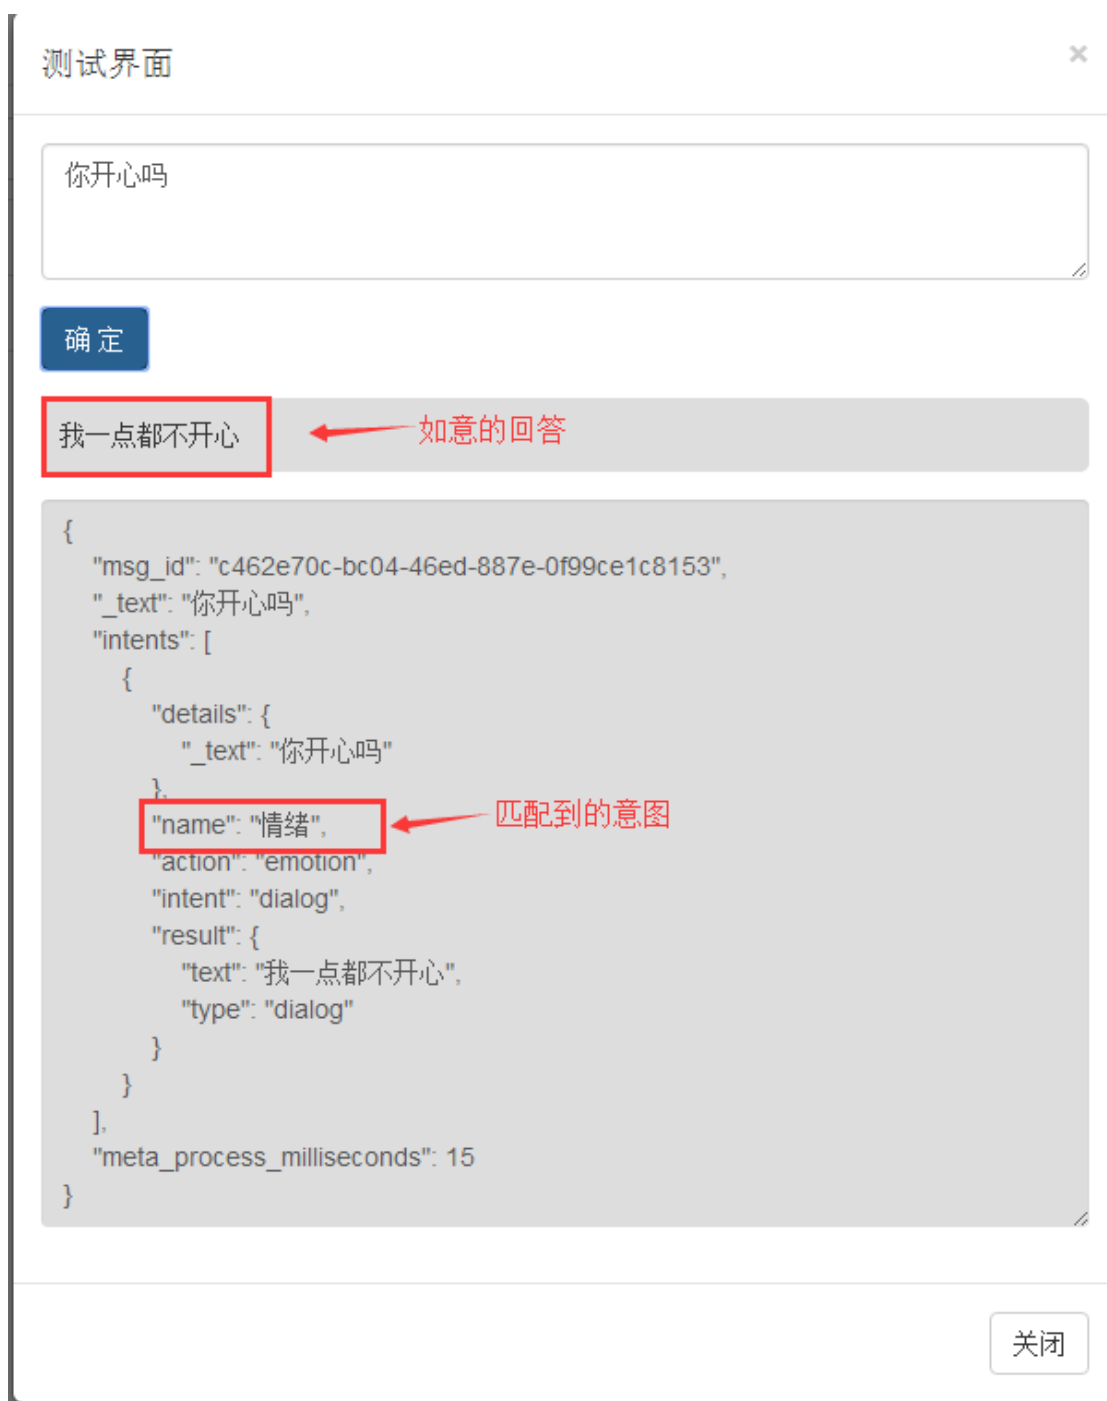 测试界面
×
你开心吗
确定
我一点都不开心
如意的回答
{
"msg_id": "c462e70c-bc04-46ed-887e-0f99ce1c8153",
"_text": "你开心吗",
"intents": [
{
"details": {
"_text": "你开心吗"
},
"name": "情绪",
匹配到的意图
"action": "emotion",
"intent": "dialog",
"result": {
"text": "我一点都不开心",
"type": "dialog"
}
}
],
"meta_process_milliseconds": 15
}
关闭